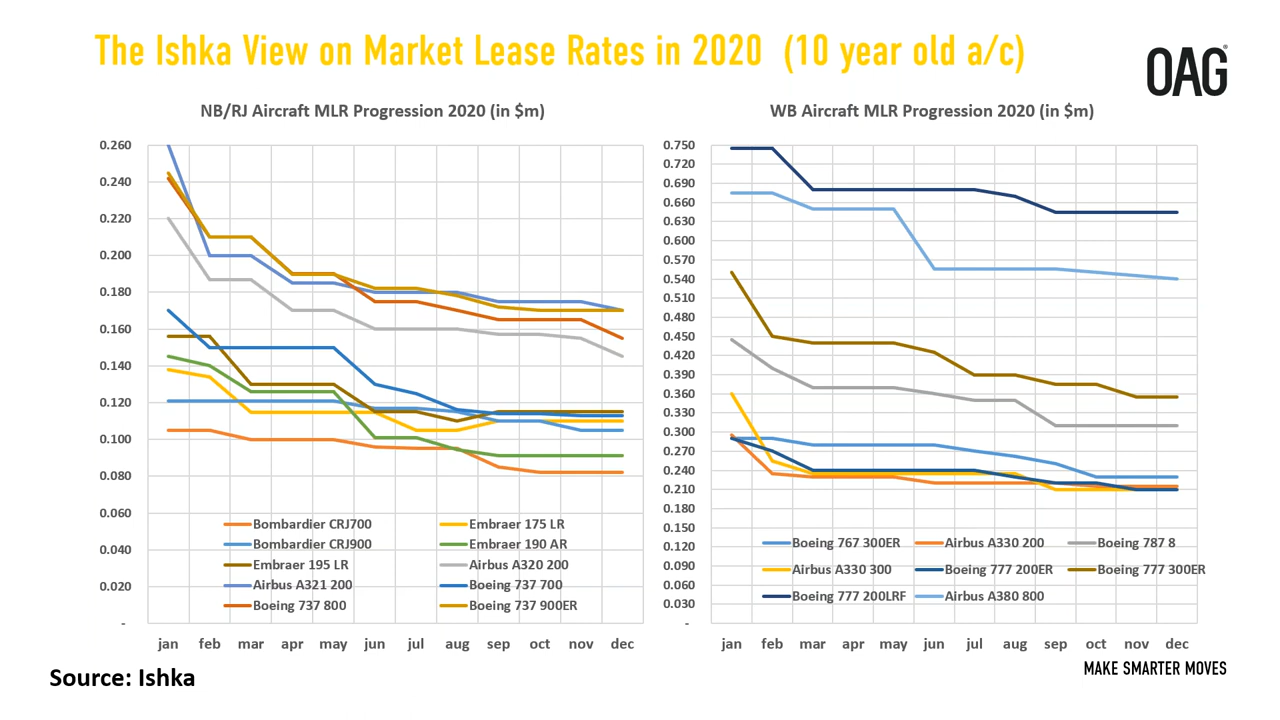 The Ishka View on Market Lease Rates in 2020 (10 year old a/c)
OAG®
NB/RJ Aircraft MLR Progression 2020 (in $m)
0.260
0.240
0.220
0.200
0.180
0.160
0.140
0.120
0.100
0.080
0.060
0.040
0.020
-
Bombardier CRJ700
Embraer 175 LR
Bombardier CRJ900
Embraer 190 AR
Embraer 195 LR
Airbus A320 200
Airbus A321 200
Boeing 737 700
Boeing 737 800
Boeing 737 900ER
jan feb mar apr may jun jul aug sep oct nov dec
WB Aircraft MLR Progression 2020 (in $m)
0.750
0.720
0.690
0.660
0.630
0.600
0.570
0.540
0.510
0.480
0.450
0.420
0.390
0.360
0.330
0.300
0.270
0.240
0.210
0.180
0.150
0.120
0.090
0.060
0.030
-
Boeing 767 300ER
Airbus A330 200
Boeing 787 8
Airbus A330 300
Boeing 777 200ER
Boeing 777 300ER
Boeing 777 200LRF
Airbus A380 800
jan feb mar apr may jun jul aug sep oct nov dec
Source: Ishka
MAKE SMARTER MOVES